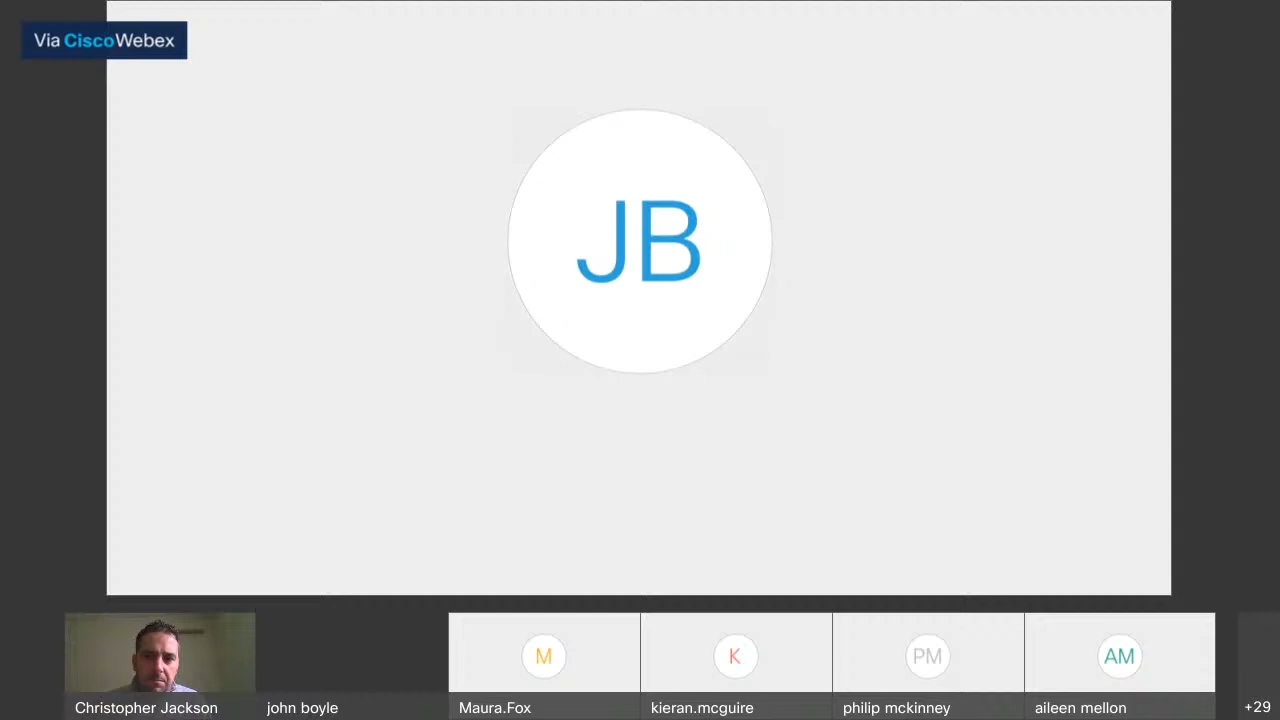 Via CiscoWebex
JB
M
K
PM
AM
Christopher Jackson
john boyle
Maura.Fox
kieran.mcguire
philip mckinney
aileen mellon
+29